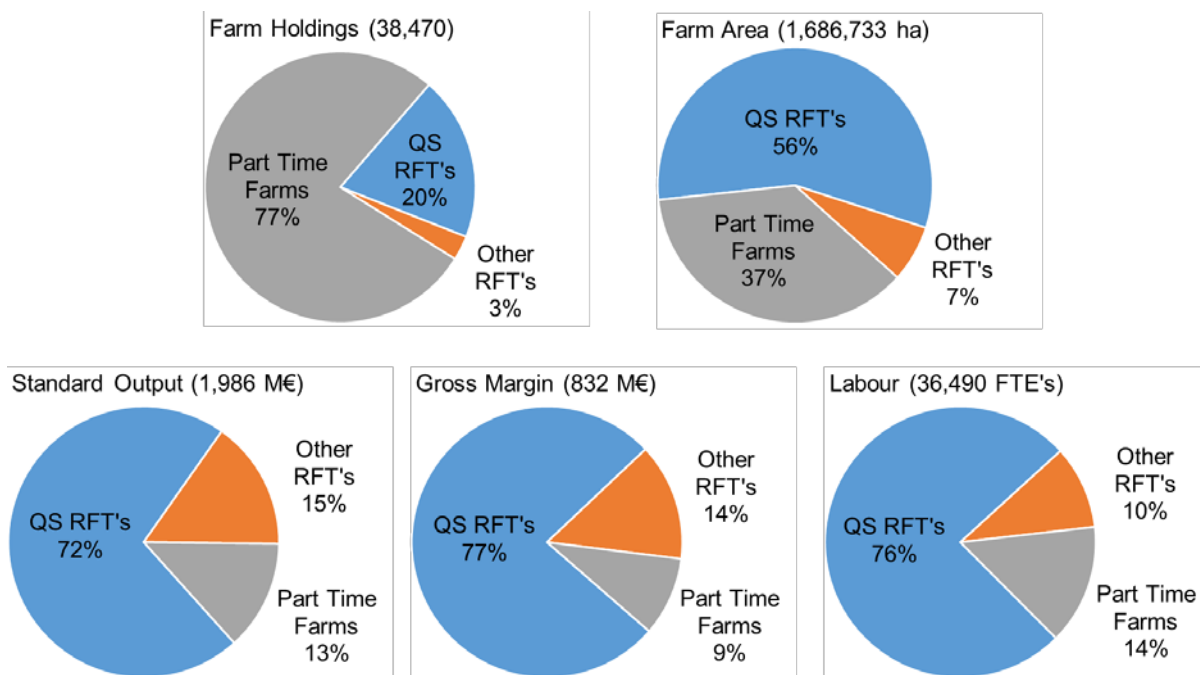 Farm Holdings (38,470)
Part Time
Farms
77%
QS
RFT's
20%
Other
RFT's
3%
Farm Area (1,686,733 ha)
QS RFT's
56%
Part Time
Farms
37%
Other
RFT's
7%
Standard Output (1,986 M€)
Other
RFT's
15%
QS RFT's
72%
Part Time
Farms
13%
Gross Margin (832 M€)
Other
RFT's
14%
QS RFT's
77%
Part Time
Farms
9%
Labour (36,490 FTE's)
Other
RFT's
10%
QS RFT's
76%
Part Time
Farms
14%